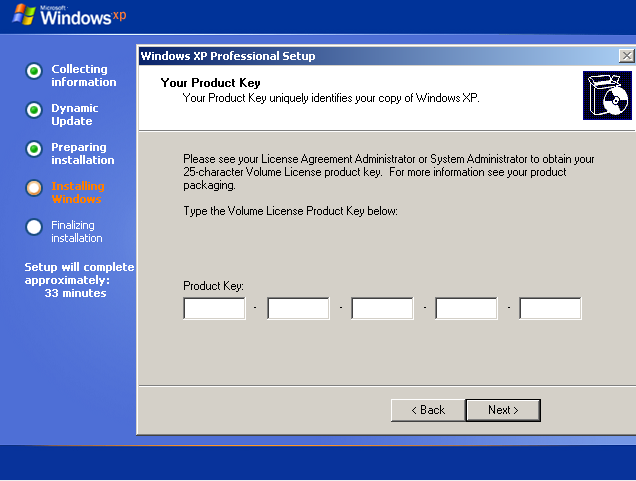 Microsoft
Windows xp
Windows XP Professional Setup
Collecting
information
Dynamic
Update
Preparing
installation
Installing
Windows
Finalizing
installation
Setup will complete
approximately:
33 minutes
Your Product Key
Your Product Key uniquely identifies your copy of Windows XP.
Please see your License Agreement Administrator or System Administrator to obtain your
25-character Volume License product key. For more information see your product
packaging.
Type the Volume License Product Key below:
Product Key:
- - - -
< Back Next >